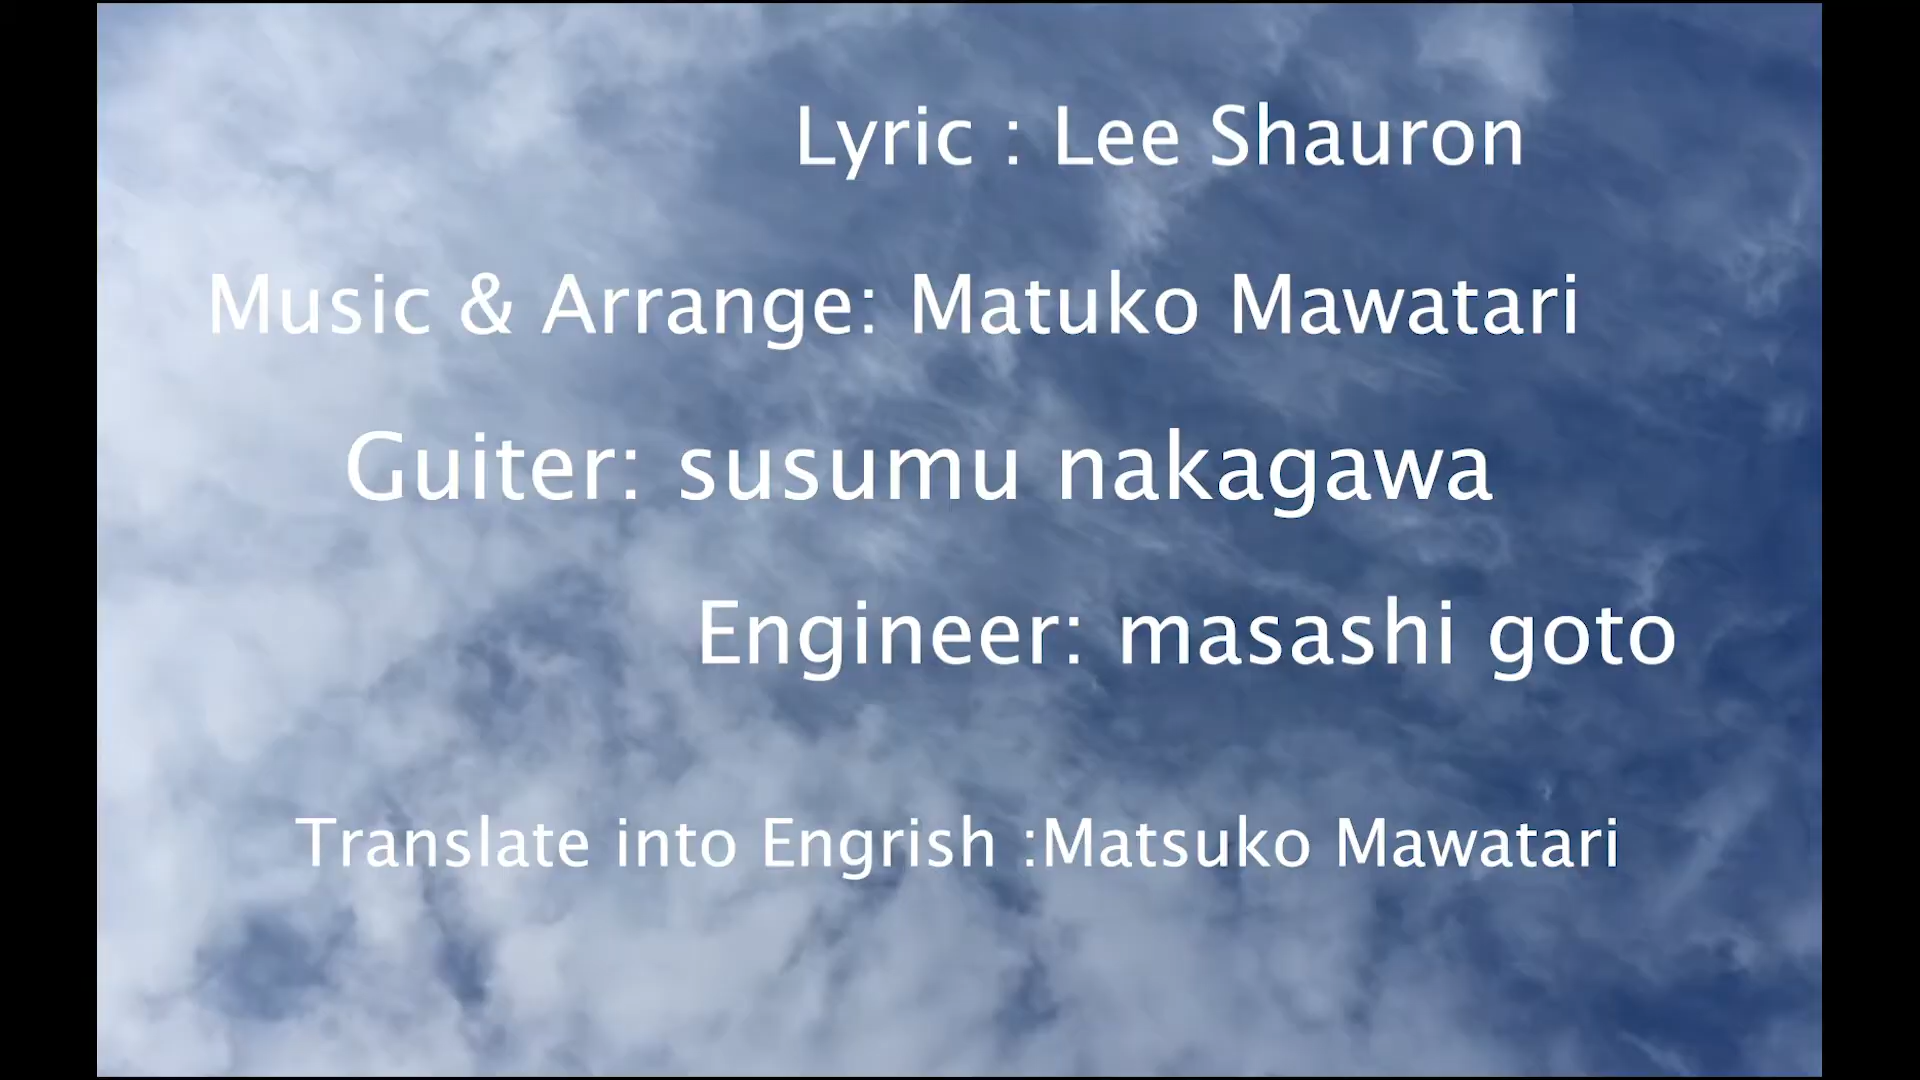 Lyric : Lee Shauron
Music & Arrange: Matuko Mawatari
Guiter: susumu nakagawa
Engineer: masashi goto
Translate into Engrish :Matsuko Mawatari